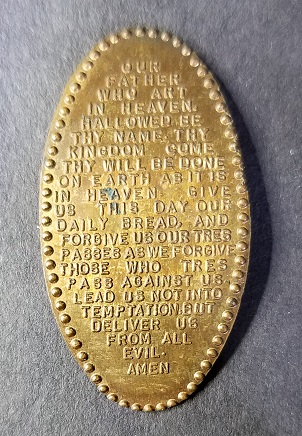 OUR
FATHER
WHO ART
IN HEAVEN.
HALLOWED BE
THY NAME. THY
KINGDOM COME
THY WILL BE DONE
ON EARTH AS IT IS
IN HEAVEN. GIVE
US THIS DAY OUR
DAILY BREAD, AND
FORGIVE US OUR TRES
PASSES AS WE FORGIVE
THOSE WHO TRES
PASS AGAINST US
LEAD US NOT INTO
TEMPTATION, BUT
DELIVER US
FROM ALL
EVIL.
AMEN